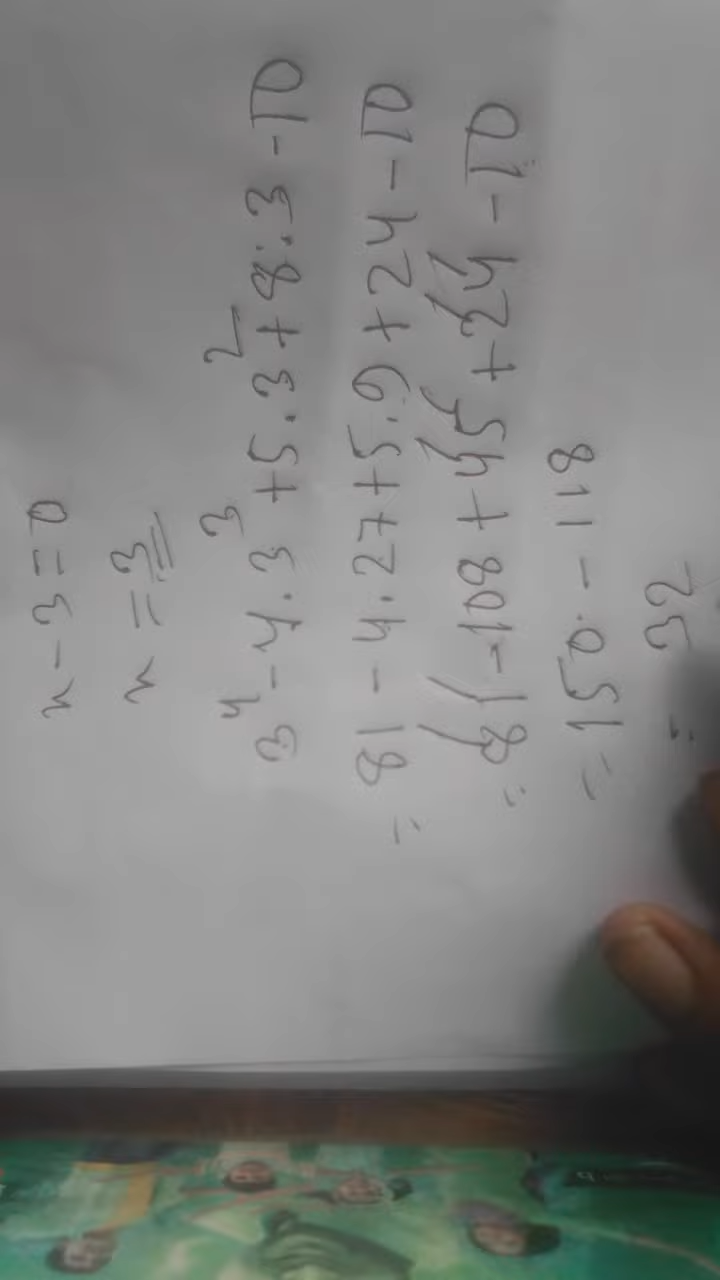 x - 3 = 0
x = 3
3⁴ - 4.3³ + 5.3² + 8.3 - 10
= 81 - 4.27 + 5.9 + 24 - 10
= 81 - 108 + 45 + 24 - 10
= 150 - 118
= 32